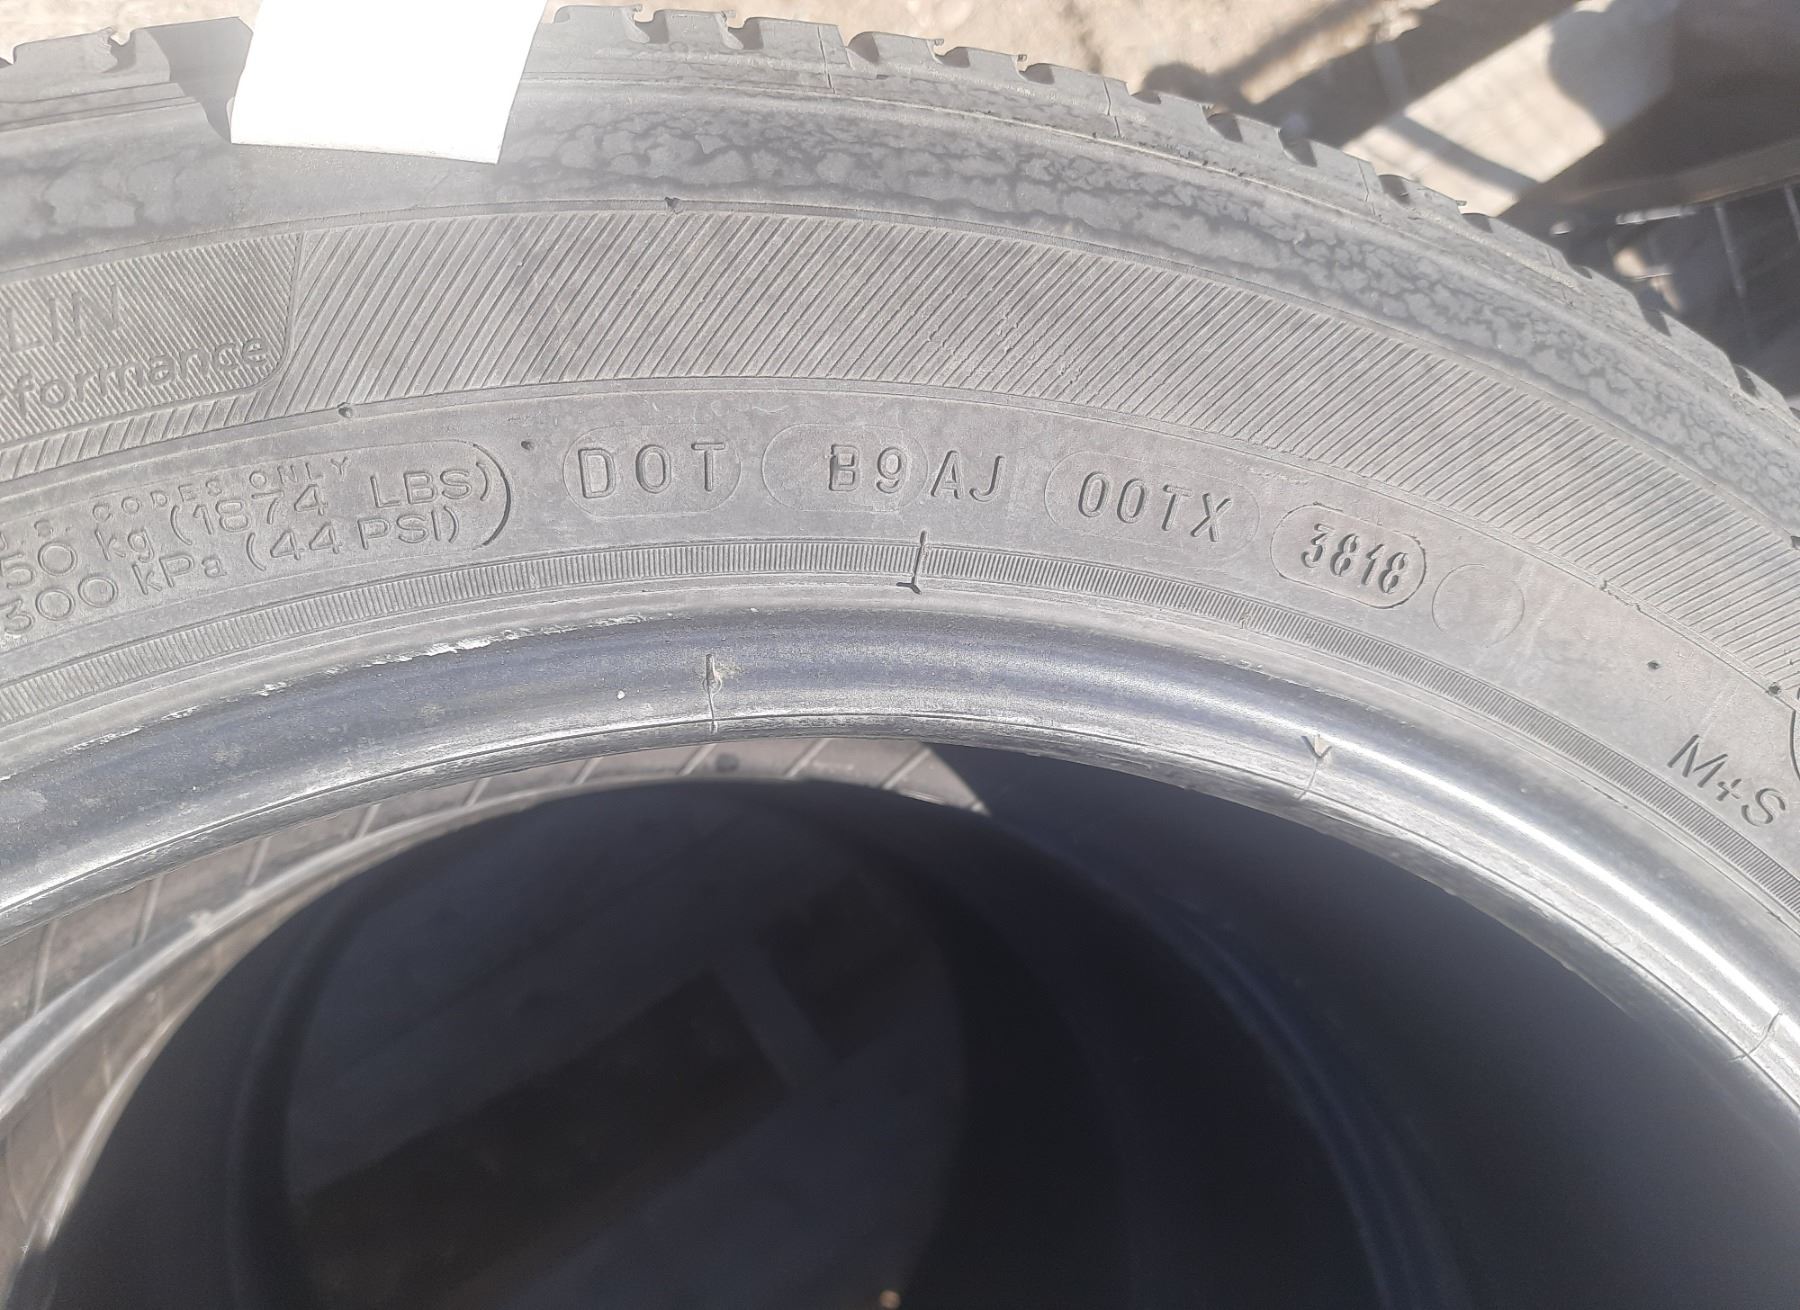 LIN
formance
S. CODES ONLY
50 kg (1874 LBS)
300 kPa (44 PSI)
DOT B9AJ 00TX 3818
M+S